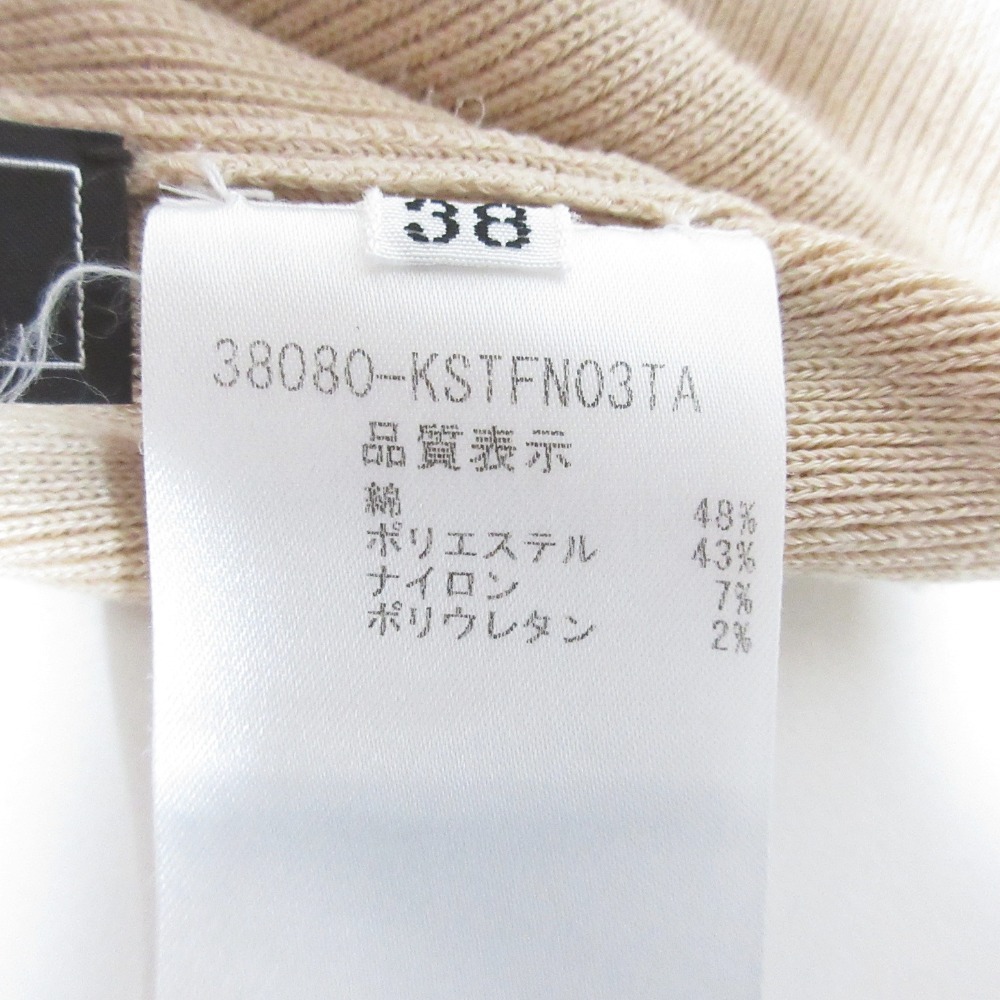 38
38080-KSTFN03TA
品質表示
綿 48%
ポリエステル 43%
ナイロン 7%
ポリウレタン 2%